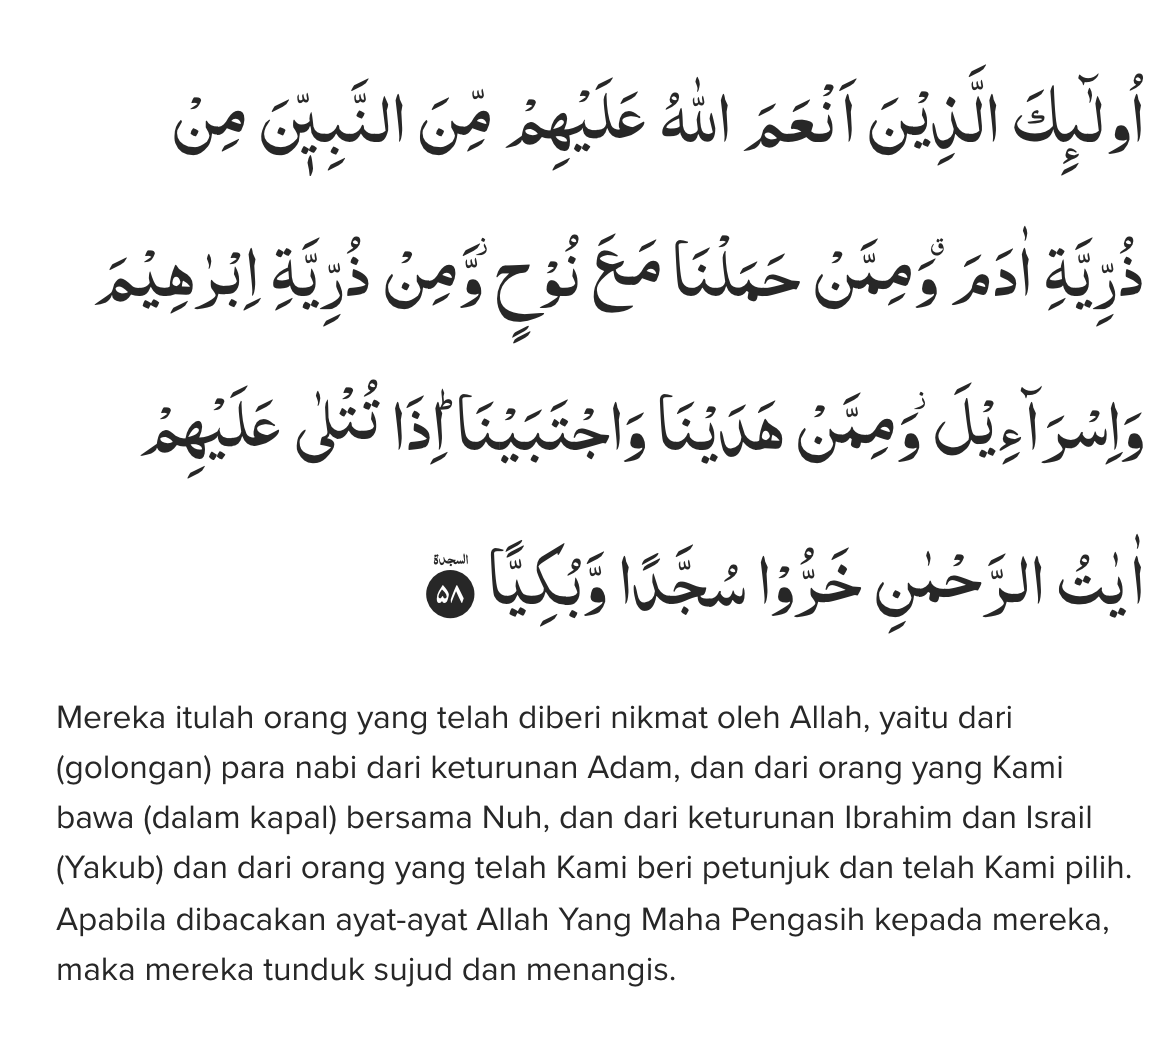 اُولٰۤىِٕكَ الَّذِيْنَ اَنْعَمَ اللّٰهُ عَلَيْهِمْ مِّنَ النَّبِيّٖنَ مِنْ
ذُرِّيَّةِ اٰدَمَ ۗوَمِمَّنْ حَمَلْنَا مَعَ نُوْحٍ وَّۖمِنْ ذُرِّيَّةِ اِبْرٰهِيْمَ
وَاِسْرَاۤءِيْلَ ۖوَمِمَّنْ هَدَيْنَا وَاجْتَبَيْنَا ۗاِذَا تُتْلٰى عَلَيْهِمْ
اٰيٰتُ الرَّحْمٰنِ خَرُّوْا سُجَّدًا وَّبُكِيًّا السجدة ۵۸
Mereka itulah orang yang telah diberi nikmat oleh Allah, yaitu dari
(golongan) para nabi dari keturunan Adam, dan dari orang yang Kami
bawa (dalam kapal) bersama Nuh, dan dari keturunan Ibrahim dan Israil
(Yakub) dan dari orang yang telah Kami beri petunjuk dan telah Kami pilih.
Apabila dibacakan ayat-ayat Allah Yang Maha Pengasih kepada mereka,
maka mereka tunduk sujud dan menangis.